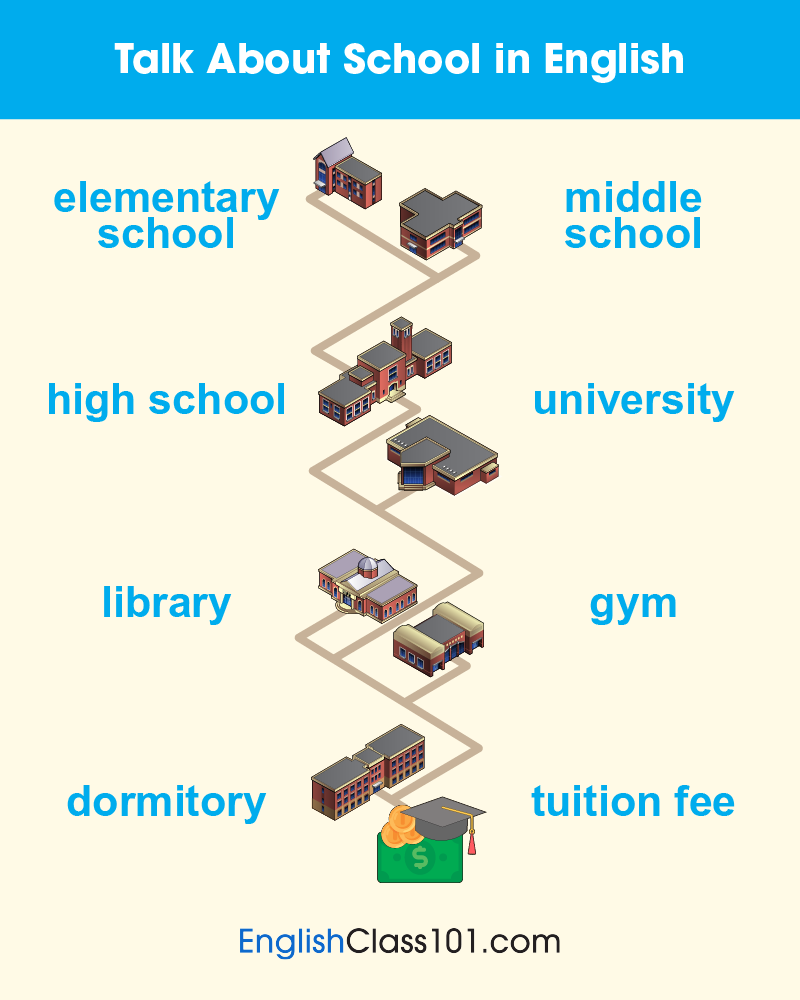 Talk About School in English
elementary
school
middle
school
high school
university
library
gym
dormitory
tuition fee
$
EnglishClass101.com